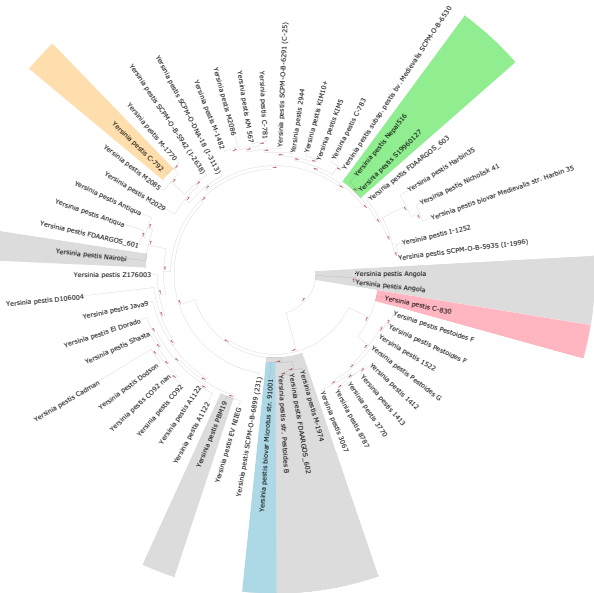 Yersinia pestis SCPM-O-B-6291 (C-25)
Yersinia pestis 2944
Yersinia pestis KIM10+
Yersinia pestis KIM5
Yersinia pestis C-783
Yersinia pestis subsp. pestis bv. Medievalis SCPM-O-B-6530
Yersinia pestis Nepal516
Yersinia pestis S19960127
Yersinia pestis FDAARGOS_603
Yersinia pestis Harbin35
Yersinia pestis Nicholisk 41
Yersinia pestis biovar Medievalis str. Harbin 35
Yersinia pestis I-1252
Yersinia pestis SCPM-O-B-5935 (I-1996)
Yersinia pestis Angola
Yersinia pestis Angola
Yersinia pestis C-830
Yersinia pestis Pestoides F
Yersinia pestis Pestoides F
Yersinia pestis 1522
Yersinia pestis Pestoides G
Yersinia pestis 1412
Yersinia pestis 1413
Yersinia pestis 3770
Yersinia pestis 8787
Yersinia pestis 3067
Yersinia pestis M-1974
Yersinia pestis FDAARGOS_602
Yersinia pestis str. Pestoides B
Yersinia pestis biovar Microtus str. 91001
Yersinia pestis SCPM-O-B-6899 (231)
Yersinia pestis EV NIIEG
Yersinia pestis PBM19
Yersinia pestis A1122
Yersinia pestis A1122
Yersinia pestis CO92
Yersinia pestis CO92 nan
Yersinia pestis Dodson
Yersinia pestis Cadman
Yersinia pestis Shasta
Yersinia pestis El Dorado
Yersinia pestis Java9
Yersinia pestis D106004
Yersinia pestis Z176003
Yersinia pestis Nairobi
Yersinia pestis FDAARGOS_601
Yersinia pestis Antiqua
Yersinia pestis Antiqua
Yersinia pestis M2029
Yersinia pestis M2085
Yersinia pestis C-792
Yersinia pestis M-1770
Yersinia pestis SCPM-O-B-5942 (I-2638)
Yersinia pestis SCPM-O-DNA-18 (I-3113)
Yersinia pestis M-1482
Yersinia pestis M2086
Yersinia pestis KM 567
Yersinia pestis C-781